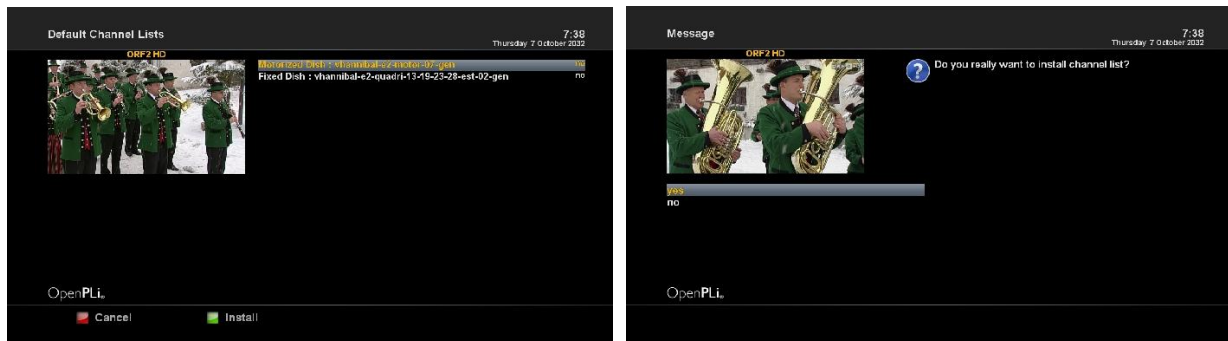 Default Channel Lists
7:38
Thursday 7 October 2032
ORF2 HD
Motorized Dish : vhannibal-e2-motor-07-gen no
Fixed Dish : vhannibal-e2-quadri-13-19-23-28-est-02-gen no
OpenPLi®
Cancel Install
Message
7:38
Thursday 7 October 2032
ORF2 HD
Do you really want to install channel list?
yes
no
OpenPLi®